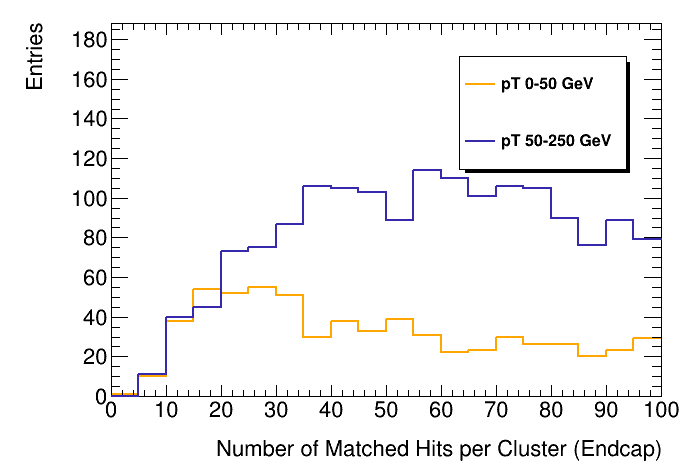 Entries
180
160
140
120
100
80
60
40
20
0
pT 0-50 GeV
pT 50-250 GeV
0 10 20 30 40 50 60 70 80 90 100
Number of Matched Hits per Cluster (Endcap)